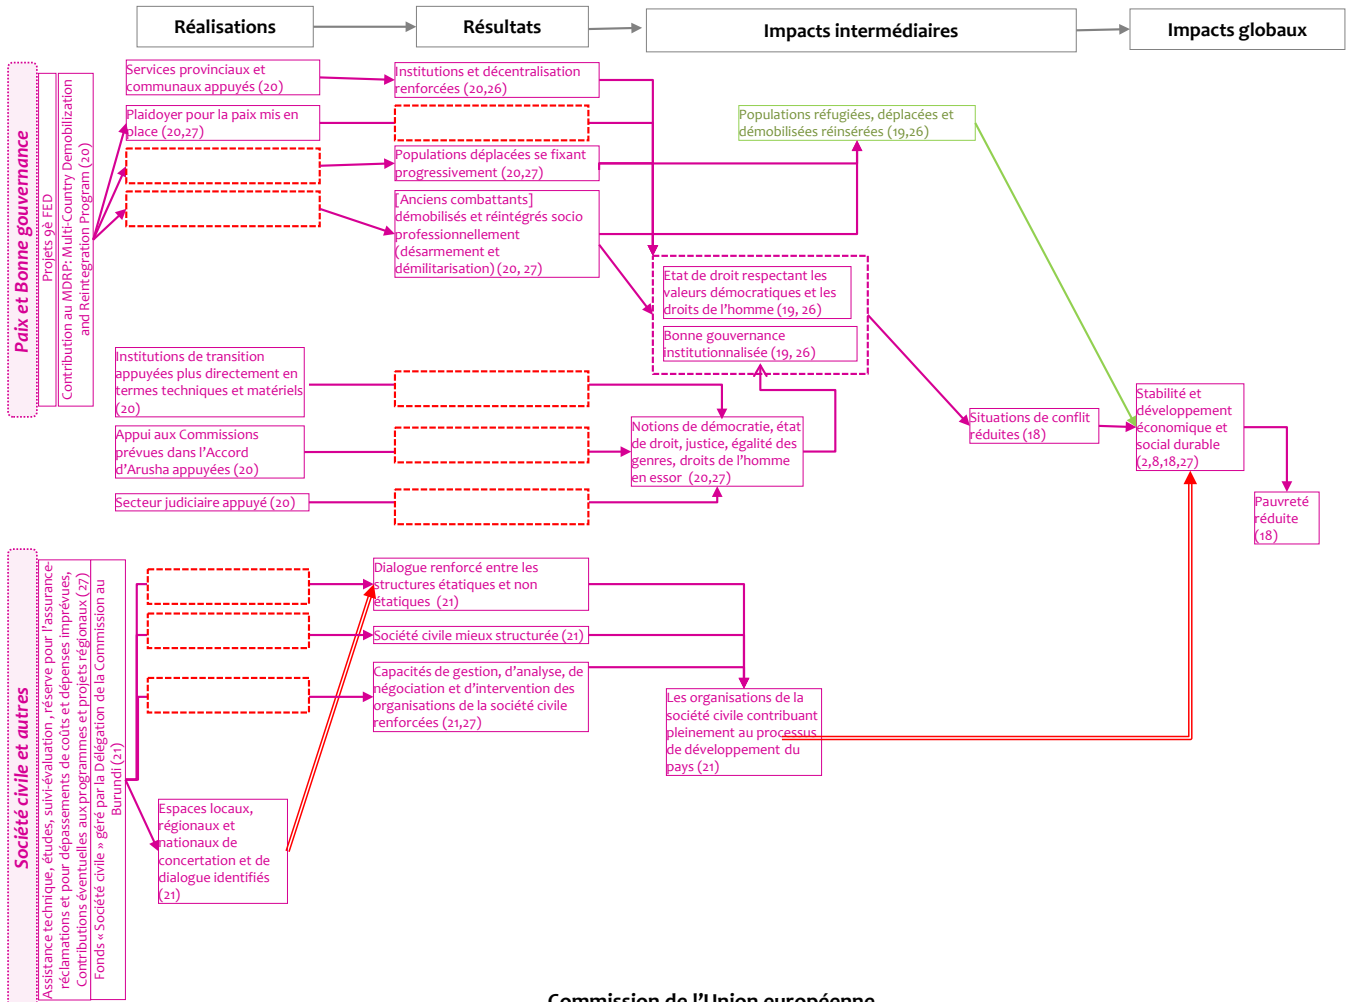 Réalisations
Résultats
Impacts intermédiaires
Impacts globaux
Paix et Bonne gouvernance
Projets 9è FED
Contribution au MDRP: Multi-Country Demobilization
and Reintegration Program (20)
Services provinciaux et
communaux appuyés (20)
Plaidoyer pour la paix mis en
place (20,27)
Institutions et décentralisation
renforcées (20,26)
Populations déplacées se fixant
progressivement (20,27)
[Anciens combattants]
démobilisés et réintégrés socio
professionnellement
(désarmement et
démilitarisation) (20, 27)
Populations réfugiées, déplacées et
démobilisées réinsérées (19,26)
Etat de droit respectant les
valeurs démocratiques et les
droits de l'homme (19, 26)
Bonne gouvernance
institutionnalisée (19, 26)
Institutions de transition
appuyées plus directement en
termes techniques et matériels
(20)
Appui aux Commissions
prévues dans l'Accord
d'Arusha appuyées (20)
Secteur judiciaire appuyé (20)
Notions de démocratie, état
de droit, justice, égalité des
genres, droits de l'homme
en essor (20,27)
Situations de conflit
réduites (18)
Stabilité et
développement
économique et
social durable
(2,8,18,27)
Pauvreté
réduite
(18)
Société civile et autres
Assistance technique, études, suivi-évaluation , réserve pour l'assurance-
réclamations et pour dépassements de coûts et dépenses imprévues,
Contributions éventuelles aux programmes et projets régionaux (27)
Fonds « Société civile » géré par la Délégation de la Commission au
Burundi (21)
Dialogue renforcé entre les
structures étatiques et non
étatiques (21)
Société civile mieux structurée (21)
Capacités de gestion, d'analyse, de
négociation et d'intervention des
organisations de la société civile
renforcées (21,27)
Les organisations de la
société civile contribuant
pleinement au processus
de développement du
pays (21)
Espaces locaux,
régionaux et
nationaux de
concertation et de
dialogue identifiés
(21)
Commission de l'Union européenne